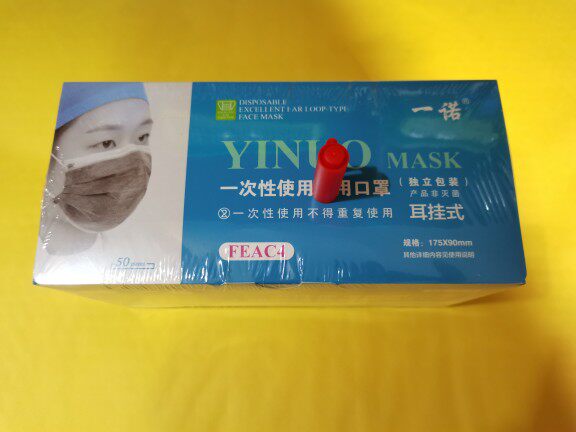 DISPOSABLE
EXCELLENT EAR LOOP-TYPE
FACE MASK
一诺®
YINUO MASK
一次性使用 用口罩
(独立包装)
产品非灭菌
②一次性使用不得重复使用
耳挂式
FEAC4
规格：175X90mm
其他详细内容见使用说明
50